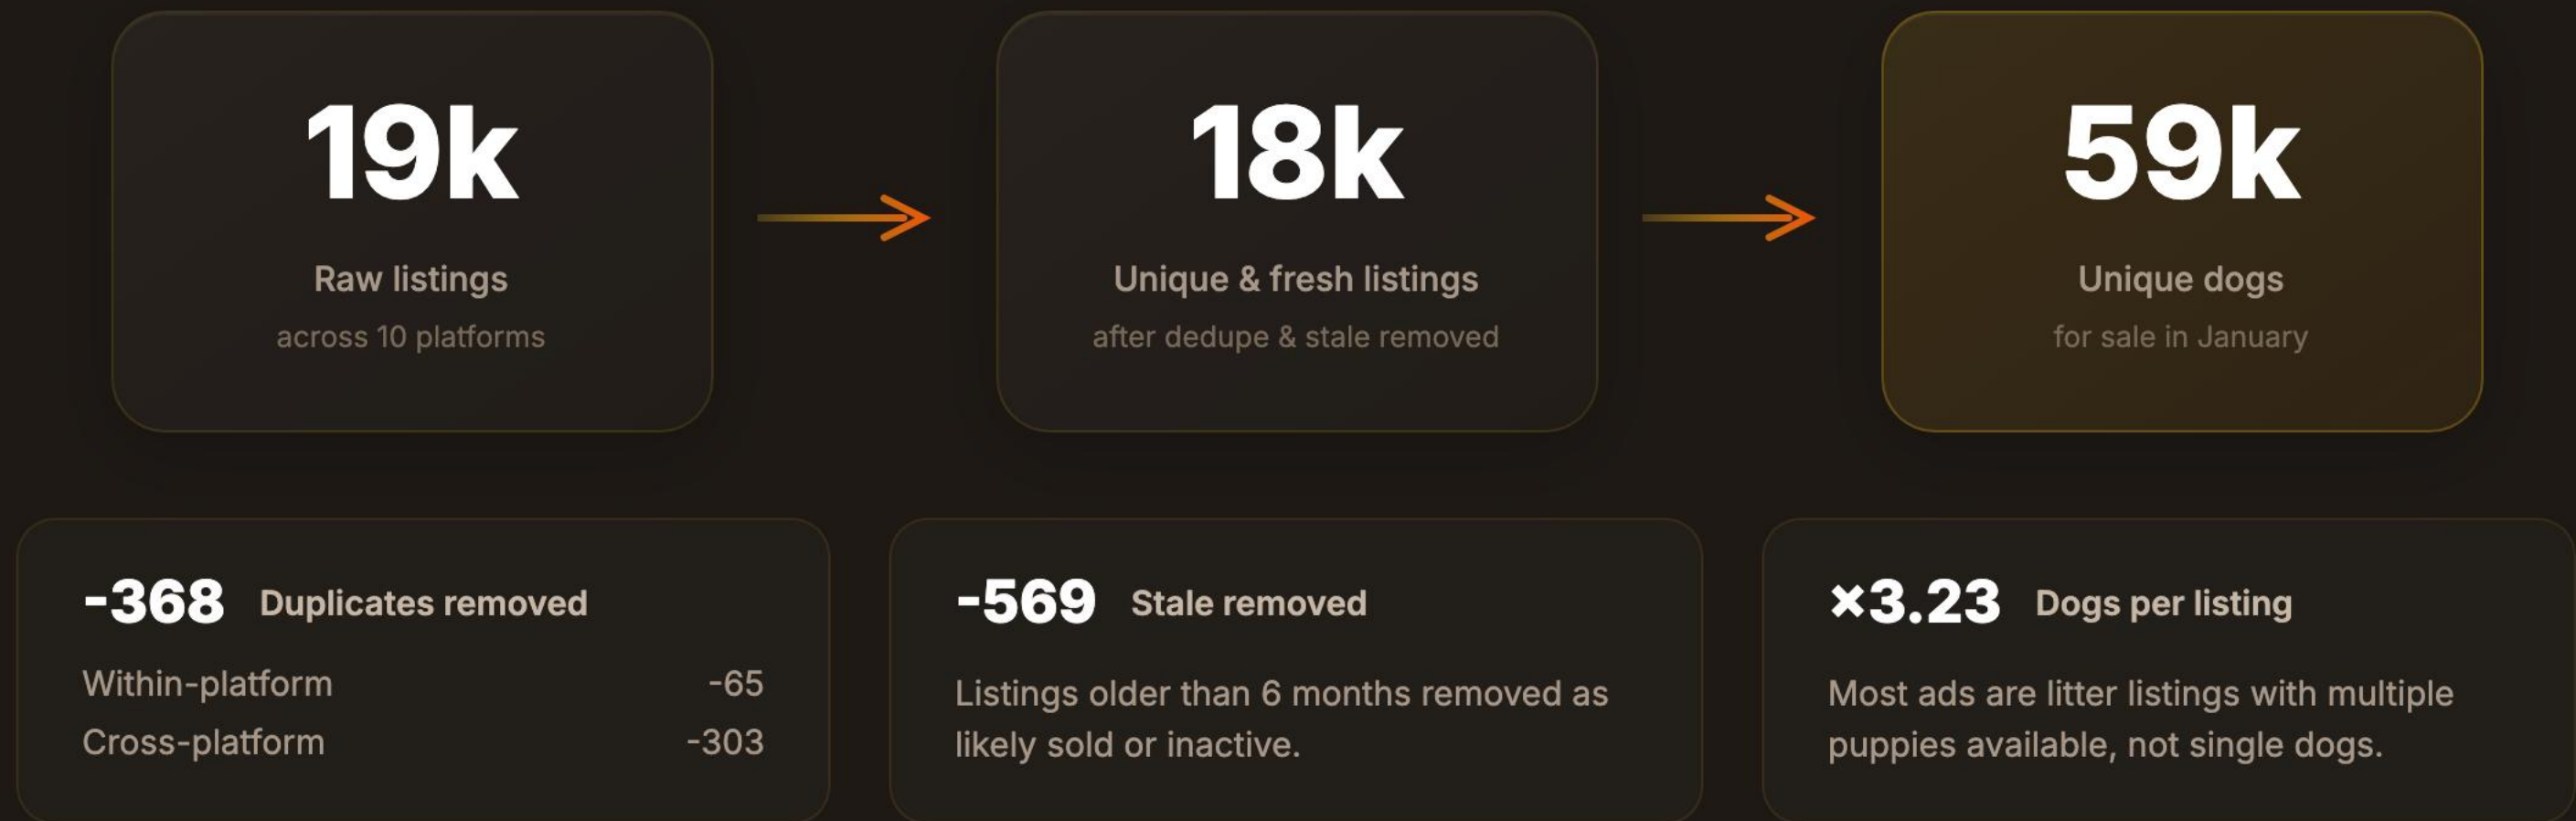 19k
Raw listings
across 10 platforms
18k
Unique & fresh listings
after dedupe & stale removed
59k
Unique dogs
for sale in January
-368 Duplicates removed
Within-platform -65
Cross-platform -303
-569 Stale removed
Listings older than 6 months removed as
likely sold or inactive.
×3.23 Dogs per listing
Most ads are litter listings with multiple
puppies available, not single dogs.